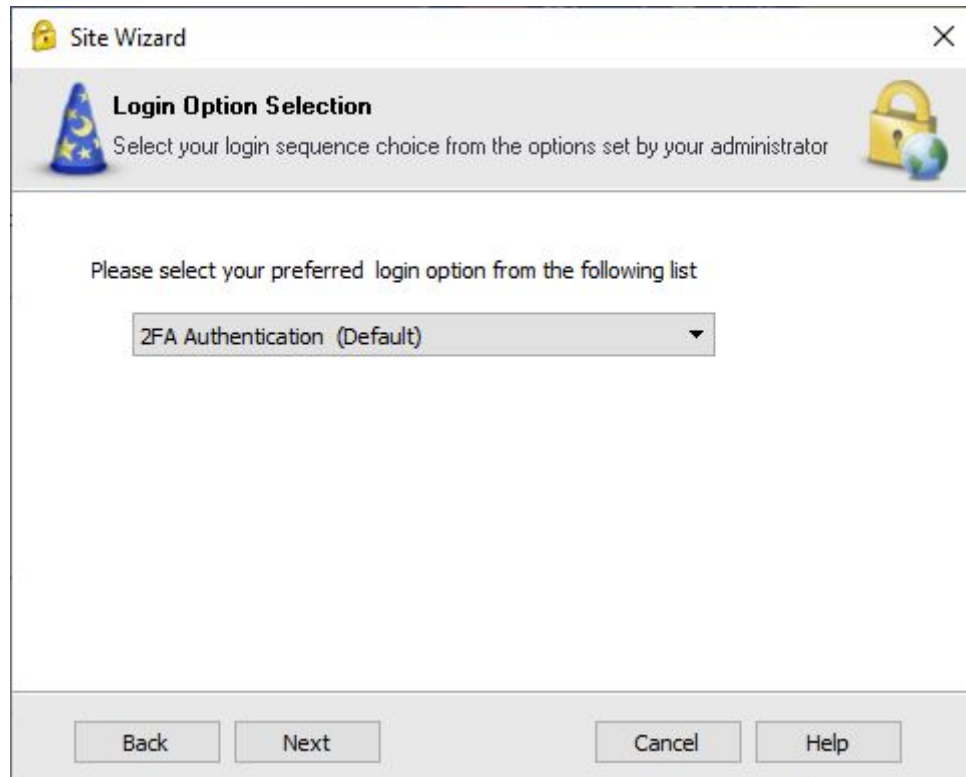 Site Wizard
Login Option Selection
Select your login sequence choice from the options set by your administrator
Please select your preferred  login option from the following list
2FA Authentication  (Default)
Back
Next
Cancel
Help